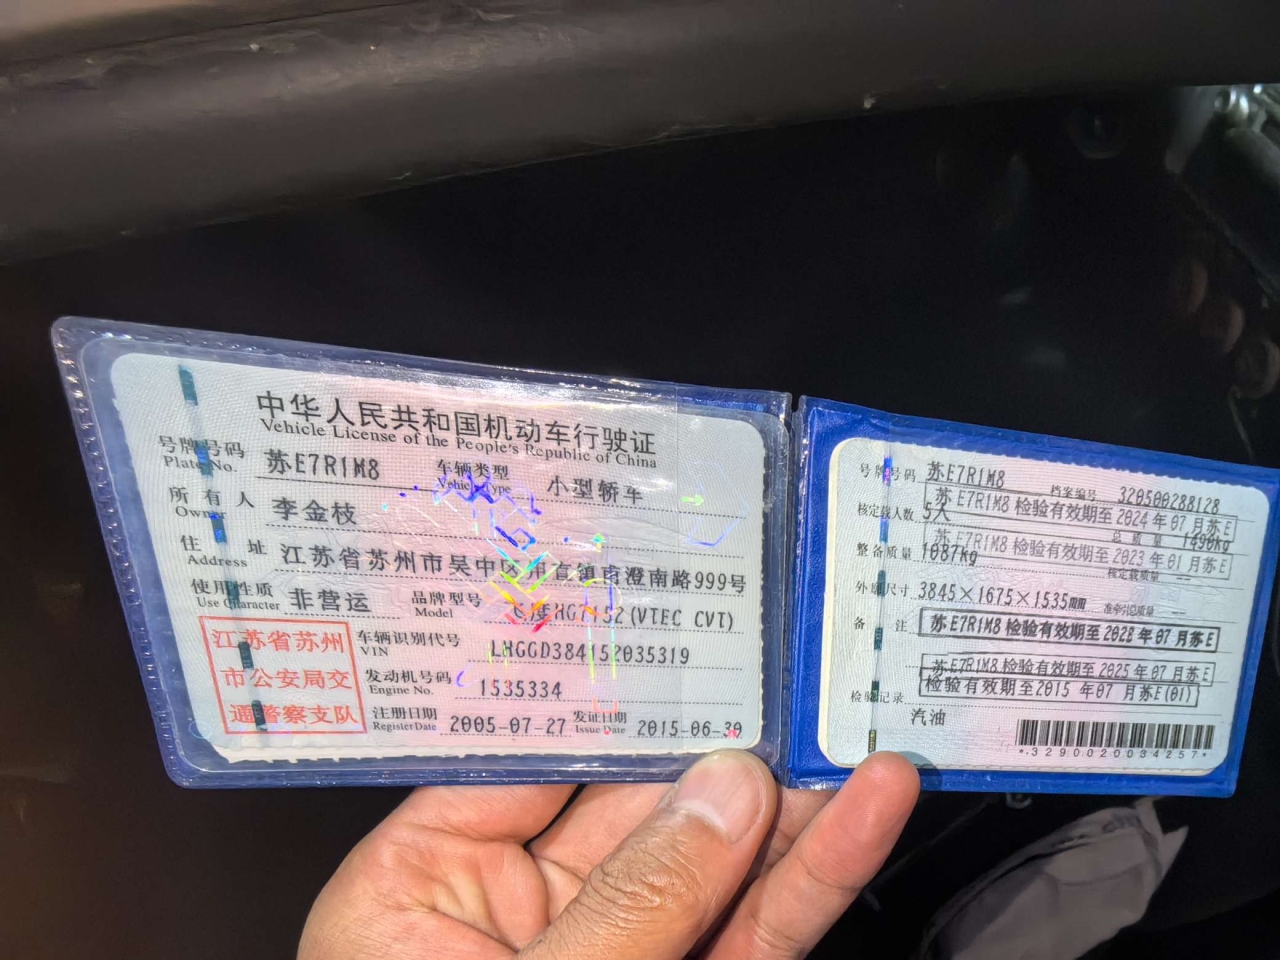 中华人民共和国机动车行驶证
Vehicle License of the People's Republic of China
号牌号码 苏E7R1M8 车辆类型 小型轿车
Plate No. Vehicle Type
所有人 李金枝
Owner
住址 江苏省苏州市吴中区 直镇 澄南路999号
Address
使用性质 非营运 品牌型号 HG7152(VTEC CVT)
Use Character Model
江苏省苏州
市公安局交
通警察支队
车辆识别代号 LHGGD384152035319
VIN
发动机号码 1535334
Engine No.
注册日期 2005-07-27 发证日期 2015-06-30
Register Date Issue Date
号牌号码 苏E7R1M8 档案编号 320500288128
苏E7R1M8 检验有效期至 2024年07月苏E
核定载人数 5人 总质量 1490kg
苏E7R1M8 检验有效期至 2023年01月苏E
整备质量 1087kg 核定载质量 --
外廓尺寸 3845×1675×1535mm 准牵引总质量 --
备注 苏E7R1M8 检验有效期至 2028年07月苏E
苏E7R1M8 检验有效期至 2025年07月苏E
检验有效期至2015年07月苏E(01)
检验记录
汽油
*3290020034257*